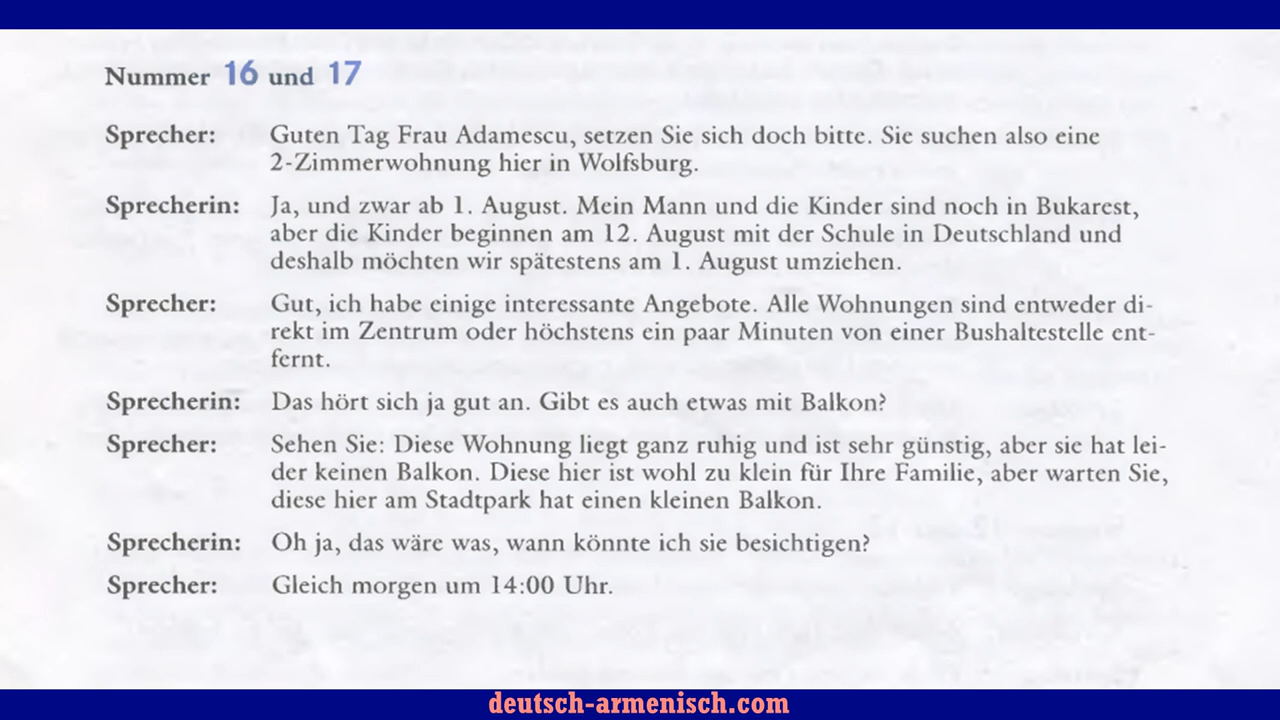 Nummer 16 und 17
Sprecher: Guten Tag Frau Adamescu, setzen Sie sich doch bitte. Sie suchen also eine
2-Zimmerwohnung hier in Wolfsburg.
Sprecherin: Ja, und zwar ab 1. August. Mein Mann und die Kinder sind noch in Bukarest,
aber die Kinder beginnen am 12. August mit der Schule in Deutschland und
deshalb möchten wir spätestens am 1. August umziehen.
Sprecher: Gut, ich habe einige interessante Angebote. Alle Wohnungen sind entweder di-
rekt im Zentrum oder höchstens ein paar Minuten von einer Bushaltestelle ent-
fernt.
Sprecherin: Das hört sich ja gut an. Gibt es auch etwas mit Balkon?
Sprecher: Sehen Sie: Diese Wohnung liegt ganz ruhig und ist sehr günstig, aber sie hat lei-
der keinen Balkon. Diese hier ist wohl zu klein für Ihre Familie, aber warten Sie,
diese hier am Stadtpark hat einen kleinen Balkon.
Sprecherin: Oh ja, das wäre was, wann könnte ich sie besichtigen?
Sprecher: Gleich morgen um 14:00 Uhr.
deutsch-armenisch.com